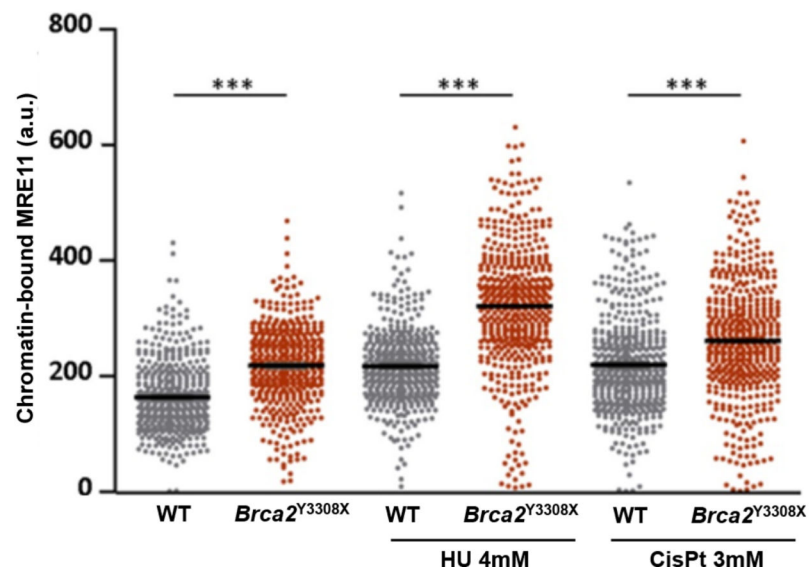 Chromatin-bound MRE11 (a.u.)
800
600
400
200
0
***
***
***
WT Brca2Y3308X WT Brca2Y3308X WT Brca2Y3308X
HU 4mM CisPt 3mM